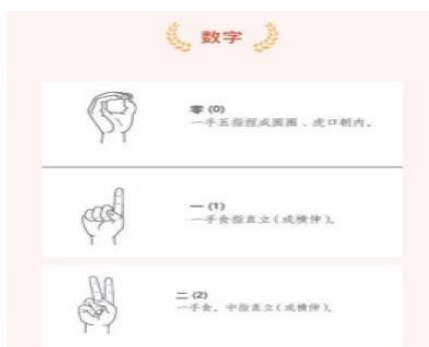 数字
零 (0)
一手五指捏成圆圈，虎口朝内。
一 (1)
一手食指直立（或横伸）。
二 (2)
一手食、中指直立（或横伸）。